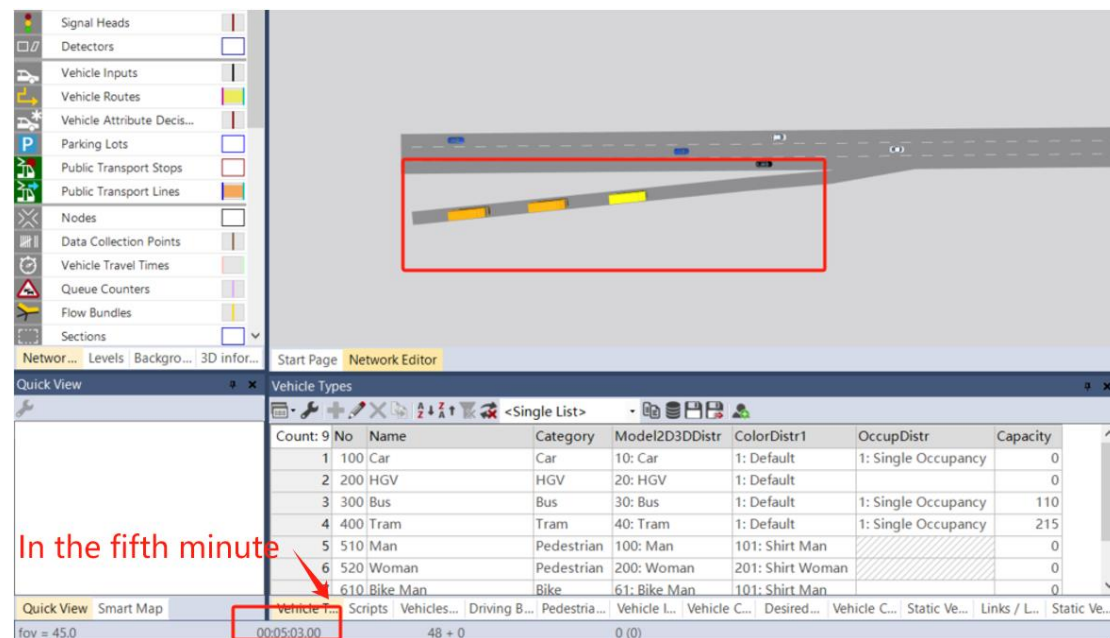 Signal Heads
Detectors
Vehicle Inputs
Vehicle Routes
Vehicle Attribute Decis...
Parking Lots
Public Transport Stops
Public Transport Lines
Nodes
Data Collection Points
Vehicle Travel Times
Queue Counters
Flow Bundles
Sections
Networ... Levels Backgro... 3D infor...
Start Page Network Editor
Quick View
Vehicle Types
<Single List>
Count: 9 No Name Category Model2D3DDistr ColorDistr1 OccupDistr Capacity
1 100 Car Car 10: Car 1: Default 1: Single Occupancy 0
2 200 HGV HGV 20: HGV 1: Default 0
3 300 Bus Bus 30: Bus 1: Default 1: Single Occupancy 110
4 400 Tram Tram 40: Tram 1: Default 1: Single Occupancy 215
5 510 Man Pedestrian 100: Man 101: Shirt Man 0
6 520 Woman Pedestrian 200: Woman 201: Shirt Woman 0
610 Bike Man Bike 61: Bike Man 101: Shirt Man 0
In the fifth minute
Quick View Smart Map
Vehicle T... Scripts Vehicles... Driving B... Pedestria... Vehicle I... Vehicle C... Desired... Vehicle C... Static Ve... Links / L... Static Ve...
fov = 45.0 00:05:03.00 48 + 0 0 (0)